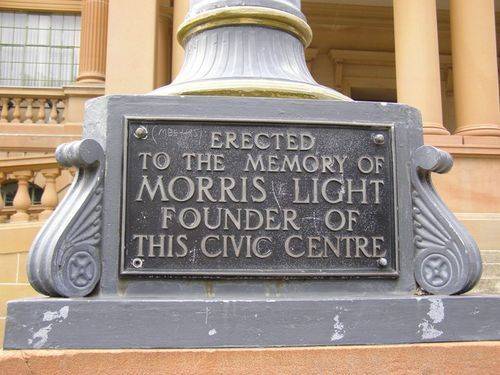 ERECTED
TO THE MEMORY OF
MORRIS LIGHT
FOUNDER OF
THIS CIVIC CENTRE